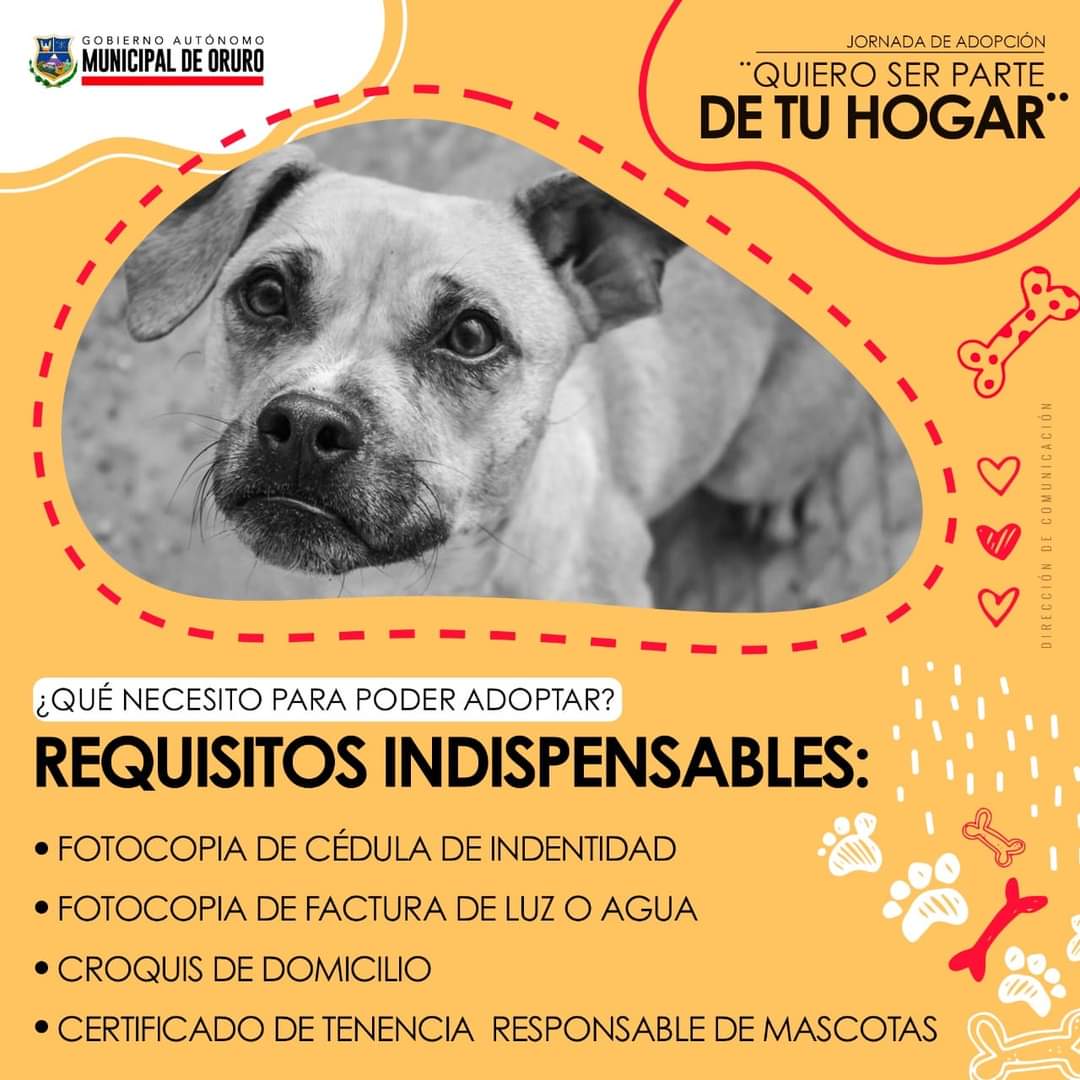 GOBIERNO AUTÓNOMO
MUNICIPAL DE ORURO
JORNADA DE ADOPCIÓN
¨QUIERO SER PARTE
DE TU HOGAR¨
DIRECCIÓN DE COMUNICACIÓN
¿QUÉ NECESITO PARA PODER ADOPTAR?
REQUISITOS INDISPENSABLES:
• FOTOCOPIA DE CÉDULA DE INDENTIDAD
• FOTOCOPIA DE FACTURA DE LUZ O AGUA
• CROQUIS DE DOMICILIO
• CERTIFICADO DE TENENCIA RESPONSABLE DE MASCOTAS